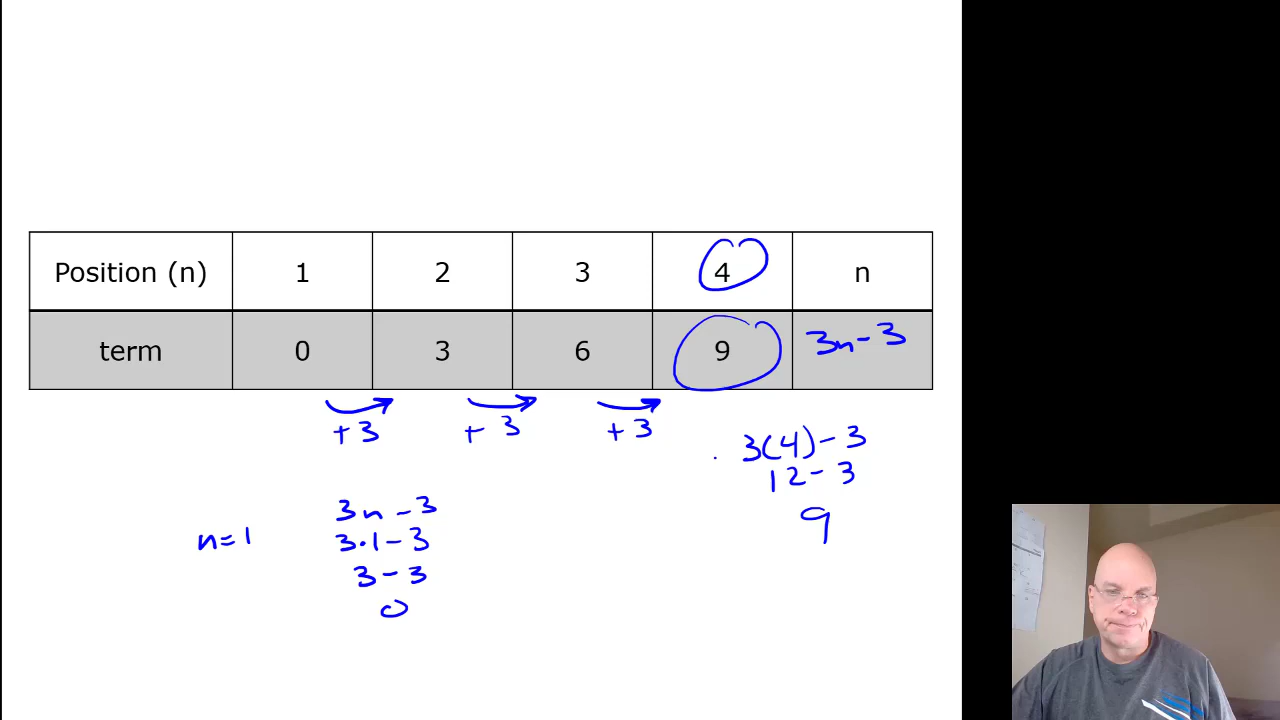 Position (n) 1 2 3 4 n
term 0 3 6 9 3n-3
+3 +3 +3
3(4)-3
12-3
9
3n-3
n=1 3·1-3
3-3
0